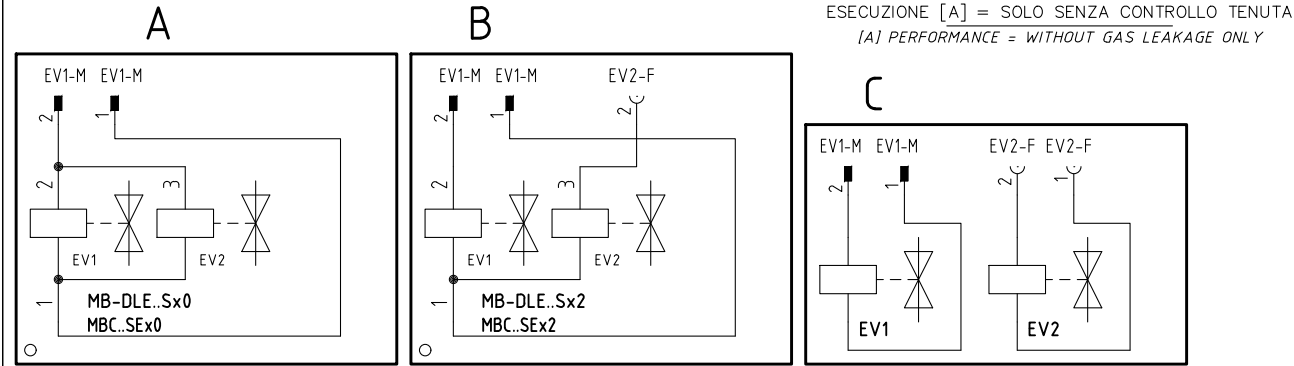 ESECUZIONE [A] = SOLO SENZA CONTROLLO TENUTA
[A] PERFORMANCE = WITHOUT GAS LEAKAGE ONLY
A
EV1-M EV1-M
2 1
2 3
EV1 EV2
1
MB-DLE..Sx0
MBC..SEx0
B
EV1-M EV1-M EV2-F
2 1 2
2 3
EV1 EV2
1
MB-DLE..Sx2
MBC..SEx2
C
EV1-M EV1-M EV2-F EV2-F
2 1 2 1
EV1 EV2